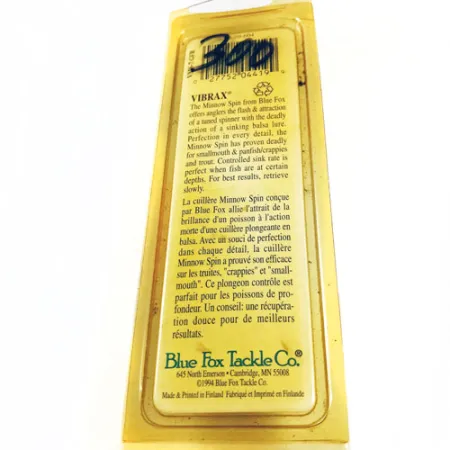 300
0 27752 04419 9
VIBRAX®
The Minnow Spin from Blue Fox
offers anglers the flash & attraction
of a tuned spinner with the deadly
action of a sinking balsa lure.
Perfection in every detail, the
Minnow Spin has proven deadly
for smallmouth & panfish/crappies
and trout. Controlled sink rate is
perfect when fish are at certain
depths. For best results, retrieve
slowly.
La cuillère Minnow Spin conçue
par Blue Fox allie l'attrait de la
brillance d'un poisson à l'action
morte d'une cuillère plongeante en
balsa. Avec un souci de perfection
dans chaque détail, la cuillère
Minnow Spin a prouvé son efficace
sur les truites, "crappies" et "small-
mouth". Ce plongeon contrôlé est
parfait pour les poissons de pro-
fondeur. Un conseil: une récupéra-
tion douce pour de meilleurs
résultats.
Blue Fox Tackle Co.®
645 North Emerson • Cambridge, MN 55008
©1994 Blue Fox Tackle Co.
Made & Printed in Finland Fabriqué et Imprimé en Finlande